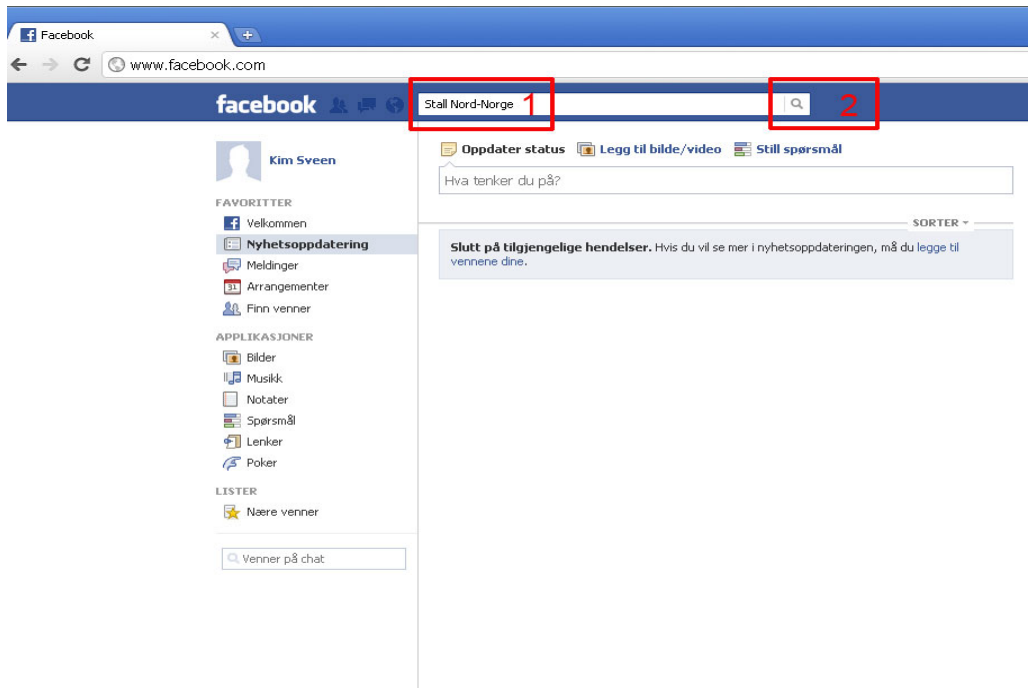 Facebook
www.facebook.com
facebook
Stall Nord-Norge 1
2
Kim Sveen
FAVORITTER
Velkommen
Nyhetsoppdatering
Meldinger
31 Arrangementer
Finn venner
APPLIKASJONER
Bilder
Musikk
Notater
Spørsmål
Lenker
Poker
LISTER
Nære venner
Venner på chat
Oppdater status Legg til bilde/video Still spørsmål
Hva tenker du på?
SORTER
Slutt på tilgjengelige hendelser. Hvis du vil se mer i nyhetsoppdateringen, må du legge til
vennene dine.